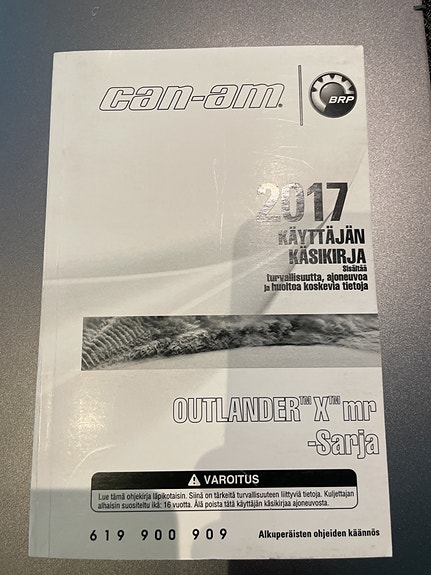 can-am®
BRP
2017
KÄYTTÄJÄN
KÄSIKIRJA
Sisältää
turvallisuutta, ajoneuvoa
ja huoltoa koskevia tietoja
OUTLANDER™ X™ mr
-Sarja
VAROITUS
Lue tämä ohjekirja läpikotaisin. Siinä on tärkeitä turvallisuuteen liittyviä tietoja. Kuljettajan
alhaisin suositeltu ikä: 16 vuotta. Älä poista tätä käyttäjän käsikirjaa ajoneuvosta.
619 900 909
Alkuperäisten ohjeiden käännös